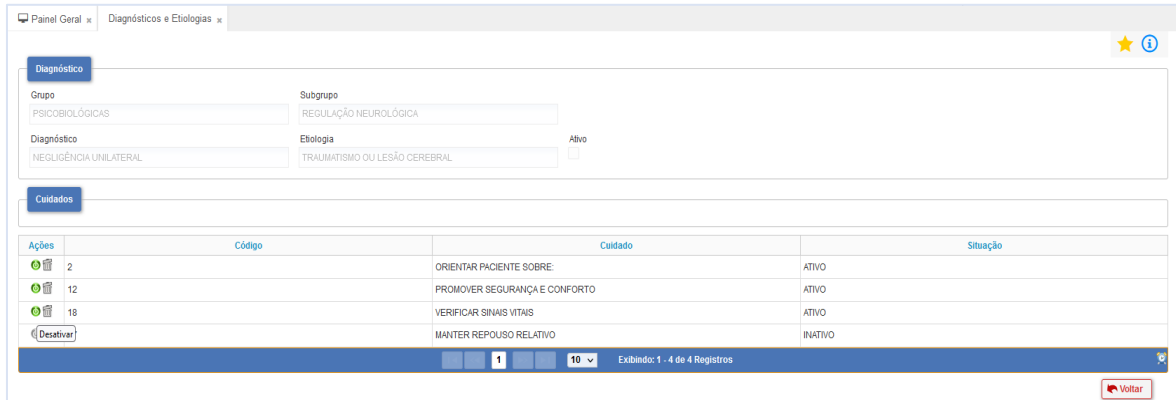 Painel Geral x Diagnósticos e Etiologias x
Diagnóstico
Grupo Subgrupo
PSICOBIOLÓGICAS REGULAÇÃO NEUROLÓGICA
Diagnóstico Etiologia Ativo
NEGLIGÊNCIA UNILATERAL TRAUMATISMO OU LESÃO CEREBRAL
Cuidados
Ações Código Cuidado Situação
2 ORIENTAR PACIENTE SOBRE: ATIVO
12 PROMOVER SEGURANÇA E CONFORTO ATIVO
18 VERIFICAR SINAIS VITAIS ATIVO
Desativar MANTER REPOUSO RELATIVO INATIVO
1 10 Exibindo: 1 - 4 de 4 Registros
Voltar